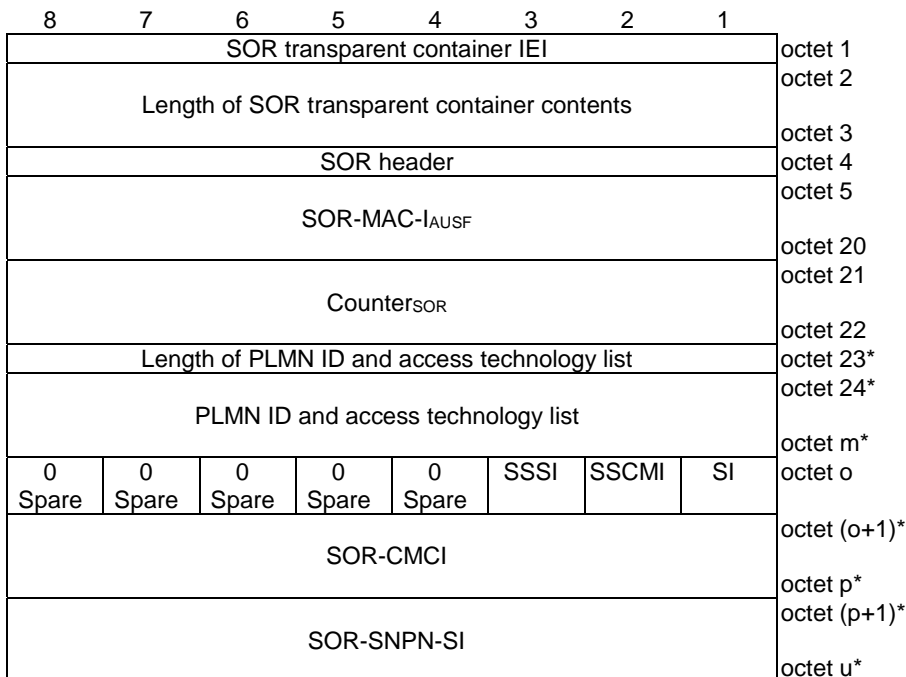 8 7 6 5 4 3 2 1
SOR transparent container IEI octet 1
octet 2
Length of SOR transparent container contents
octet 3
SOR header octet 4
octet 5
SOR-MAC-IAUSF
octet 20
octet 21
CounterSOR
octet 22
Length of PLMN ID and access technology list octet 23*
octet 24*
PLMN ID and access technology list
octet m*
0 0 0 0 0 SSSI SSCMI SI octet o
Spare Spare Spare Spare Spare
octet (o+1)*
SOR-CMCI
octet p*
octet (p+1)*
SOR-SNPN-SI
octet u*